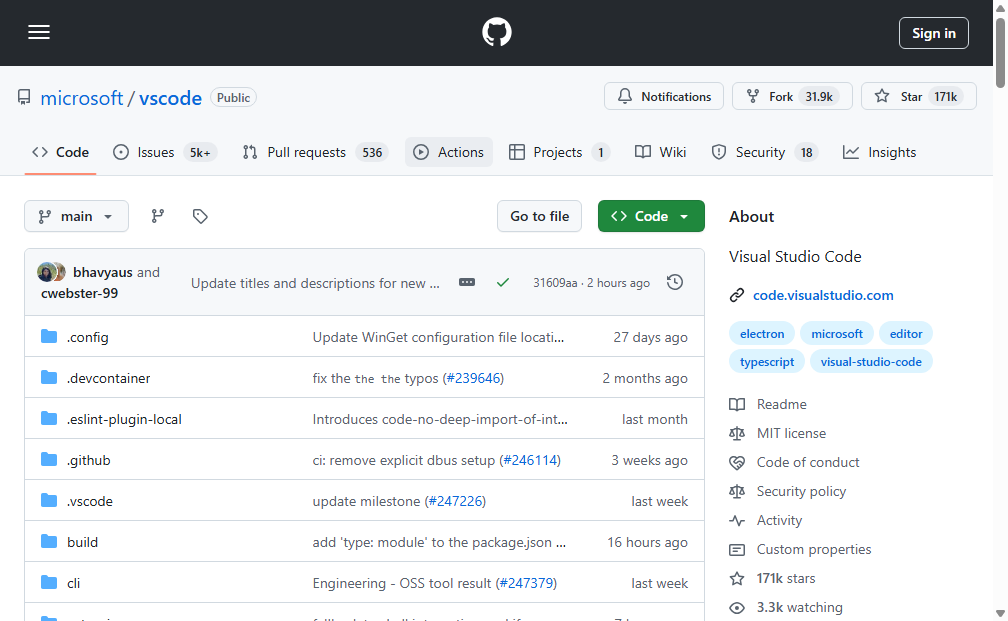 Sign in
microsoft / vscode Public
Notifications Fork 31.9k Star 171k
Code Issues 5k+ Pull requests 536 Actions Projects 1 Wiki Security 18 Insights
main Go to file Code
bhavyaus and cwebster-99 Update titles and descriptions for new ... 31609aa · 2 hours ago
.config Update WinGet configuration file locati... 27 days ago
.devcontainer fix the the the typos (#239646) 2 months ago
.eslint-plugin-local Introduces code-no-deep-import-of-int... last month
.github ci: remove explicit dbus setup (#246114) 3 weeks ago
.vscode update milestone (#247226) last week
build add 'type: module' to the package.json ... 16 hours ago
cli Engineering - OSS tool result (#247379) last week
About
Visual Studio Code
code.visualstudio.com
electron microsoft editor
typescript visual-studio-code
Readme
MIT license
Code of conduct
Security policy
Activity
Custom properties
171k stars
3.3k watching